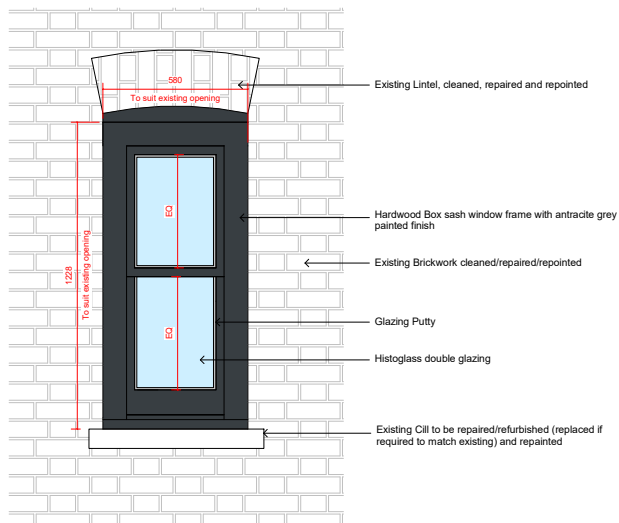 580
To suit existing opening
Existing Lintel, cleaned, repaired and repointed
EQ
Hardwood Box sash window frame with antracite grey
painted finish
Existing Brickwork cleaned/repaired/repointed
1228
To suit existing opening
Glazing Putty
EQ
Histoglass double glazing
Existing Cill to be repaired/refurbished (replaced if
required to match existing) and repainted